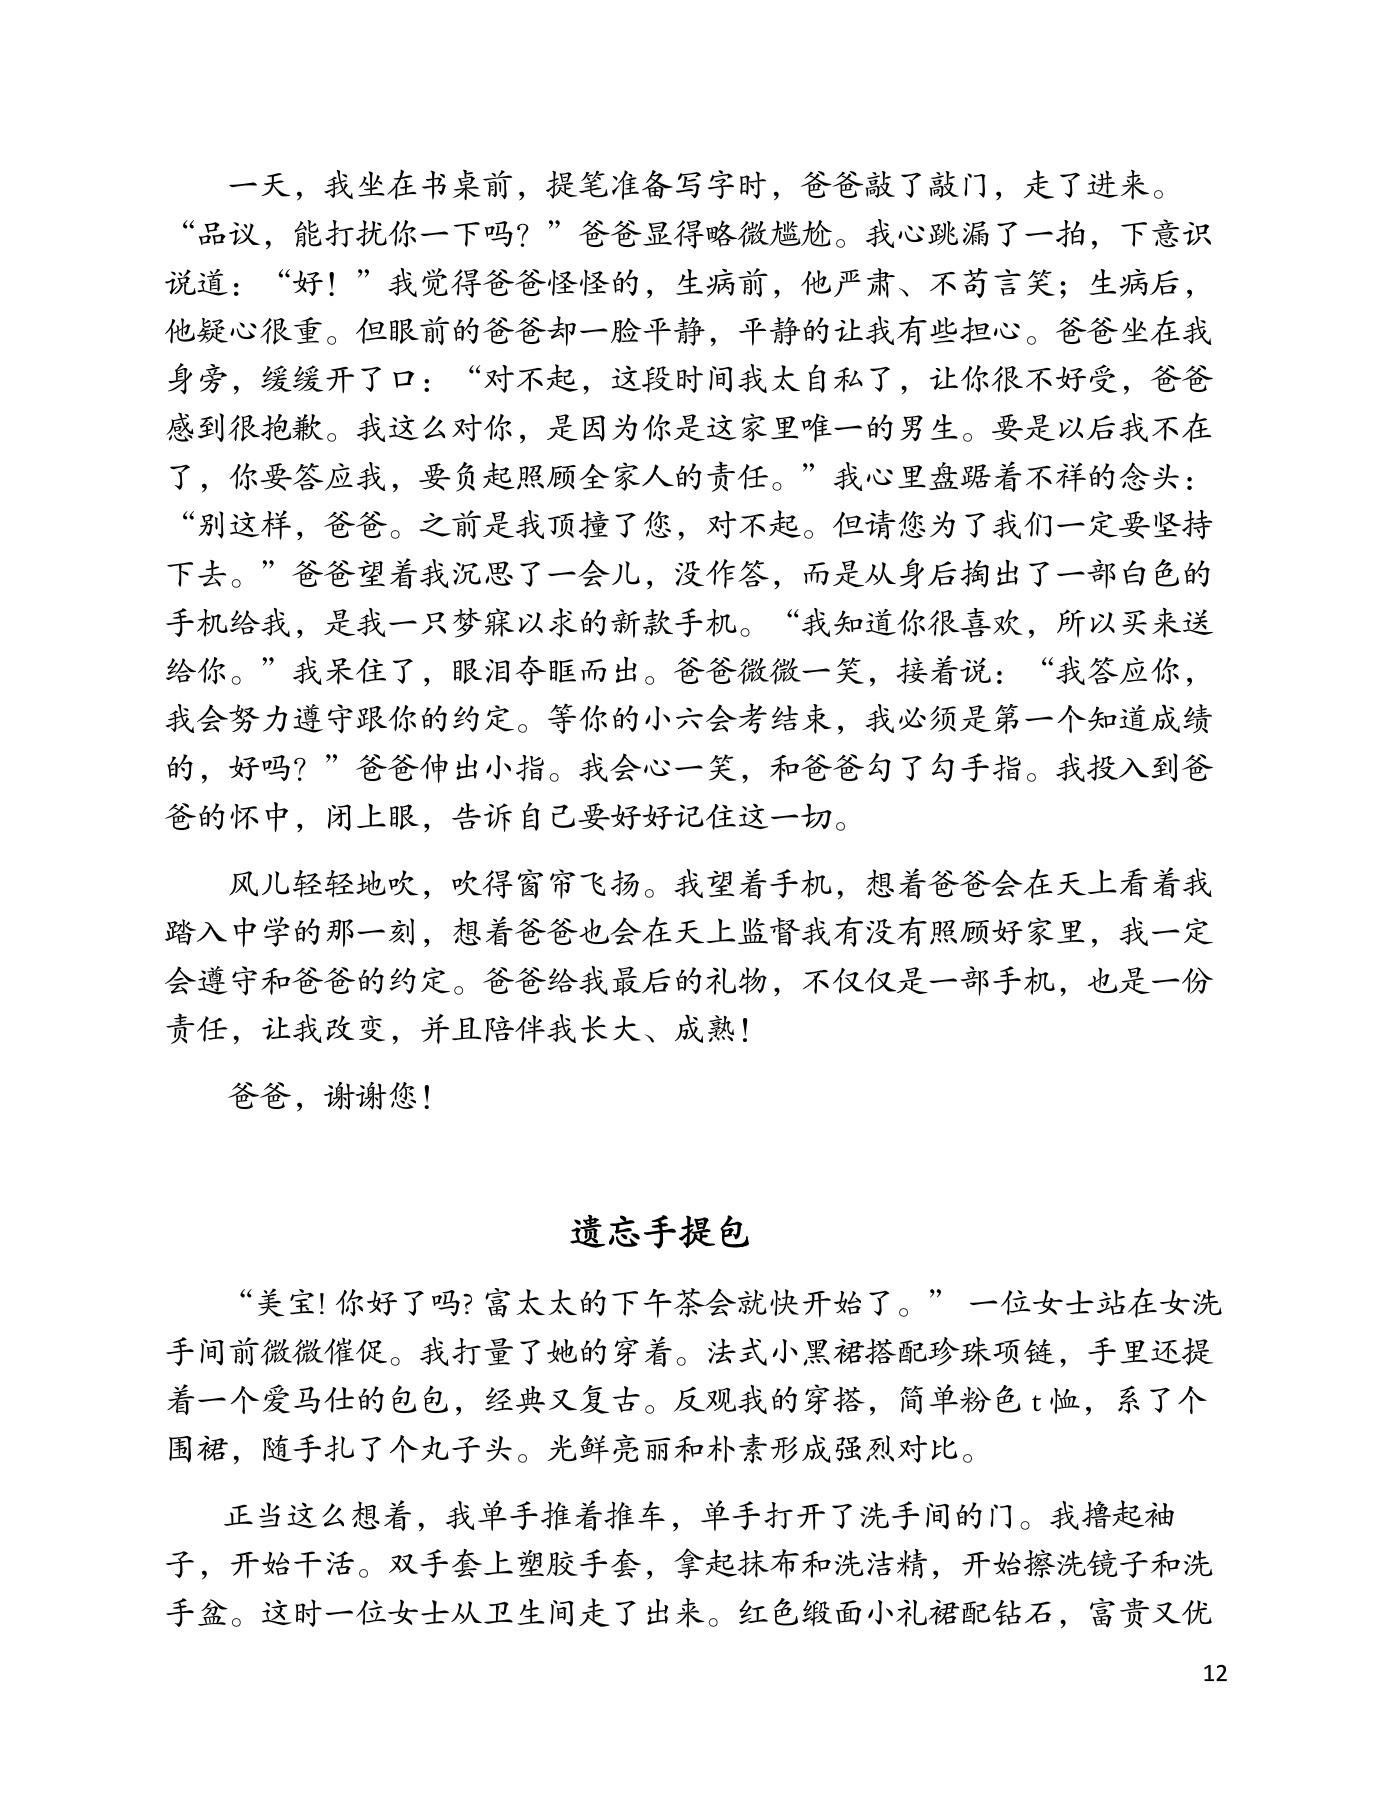 一天，我坐在书桌前，提笔准备写字时，爸爸敲了敲门，走了进来。
“品议，能打扰你一下吗？”爸爸显得略微尴尬。我心跳漏了一拍，下意识
说道：“好！”我觉得爸爸怪怪的，生病前，他严肃、不苟言笑；生病后，
他疑心很重。但眼前的爸爸却一脸平静，平静的让我有些担心。爸爸坐在我
身旁，缓缓开了口：“对不起，这段时间我太自私了，让你很不好受，爸爸
感到很抱歉。我这么对你，是因为你是这家里唯一的男生。要是以后我不在
了，你要答应我，要负起照顾全家人的责任。”我心里盘踞着不祥的念头：
“别这样，爸爸。之前是我顶撞了您，对不起。但请您为了我们一定要坚持
下去。”爸爸望着我沉思了一会儿，没作答，而是从身后掏出了一部白色的
手机给我，是我一只梦寐以求的新款手机。“我知道你很喜欢，所以买来送
给你。”我呆住了，眼泪夺眶而出。爸爸微微一笑，接着说：“我答应你，
我会努力遵守跟你的约定。等你的小六会考结束，我必须是第一个知道成绩
的，好吗？”爸爸伸出小指。我会心一笑，和爸爸勾了勾手指。我投入到爸
爸的怀中，闭上眼，告诉自己要好好记住这一切。
风儿轻轻地吹，吹得窗帘飞扬。我望着手机，想着爸爸会在天上看着我
踏入中学的那一刻，想着爸爸也会在天上监督我有没有照顾好家里，我一定
会遵守和爸爸的约定。爸爸给我最后的礼物，不仅仅是一部手机，也是一份
责任，让我改变，并且陪伴我长大、成熟！
爸爸，谢谢您！
遗忘手提包
“美宝! 你好了吗? 富太太的下午茶会就快开始了。” 一位女士站在女洗
手间前微微催促。我打量了她的穿着。法式小黑裙搭配珍珠项链，手里还提
着一个爱马仕的包包，经典又复古。反观我的穿搭，简单粉色 t 恤，系了个
围裙，随手扎了个丸子头。光鲜亮丽和朴素形成强烈对比。
正当这么想着，我单手推着推车，单手打开了洗手间的门。我撸起袖
子，开始干活。双手套上塑胶手套，拿起抹布和洗洁精，开始擦洗镜子和洗
手盆。这时一位女士从卫生间走了出来。红色缎面小礼裙配钻石，富贵又优
12